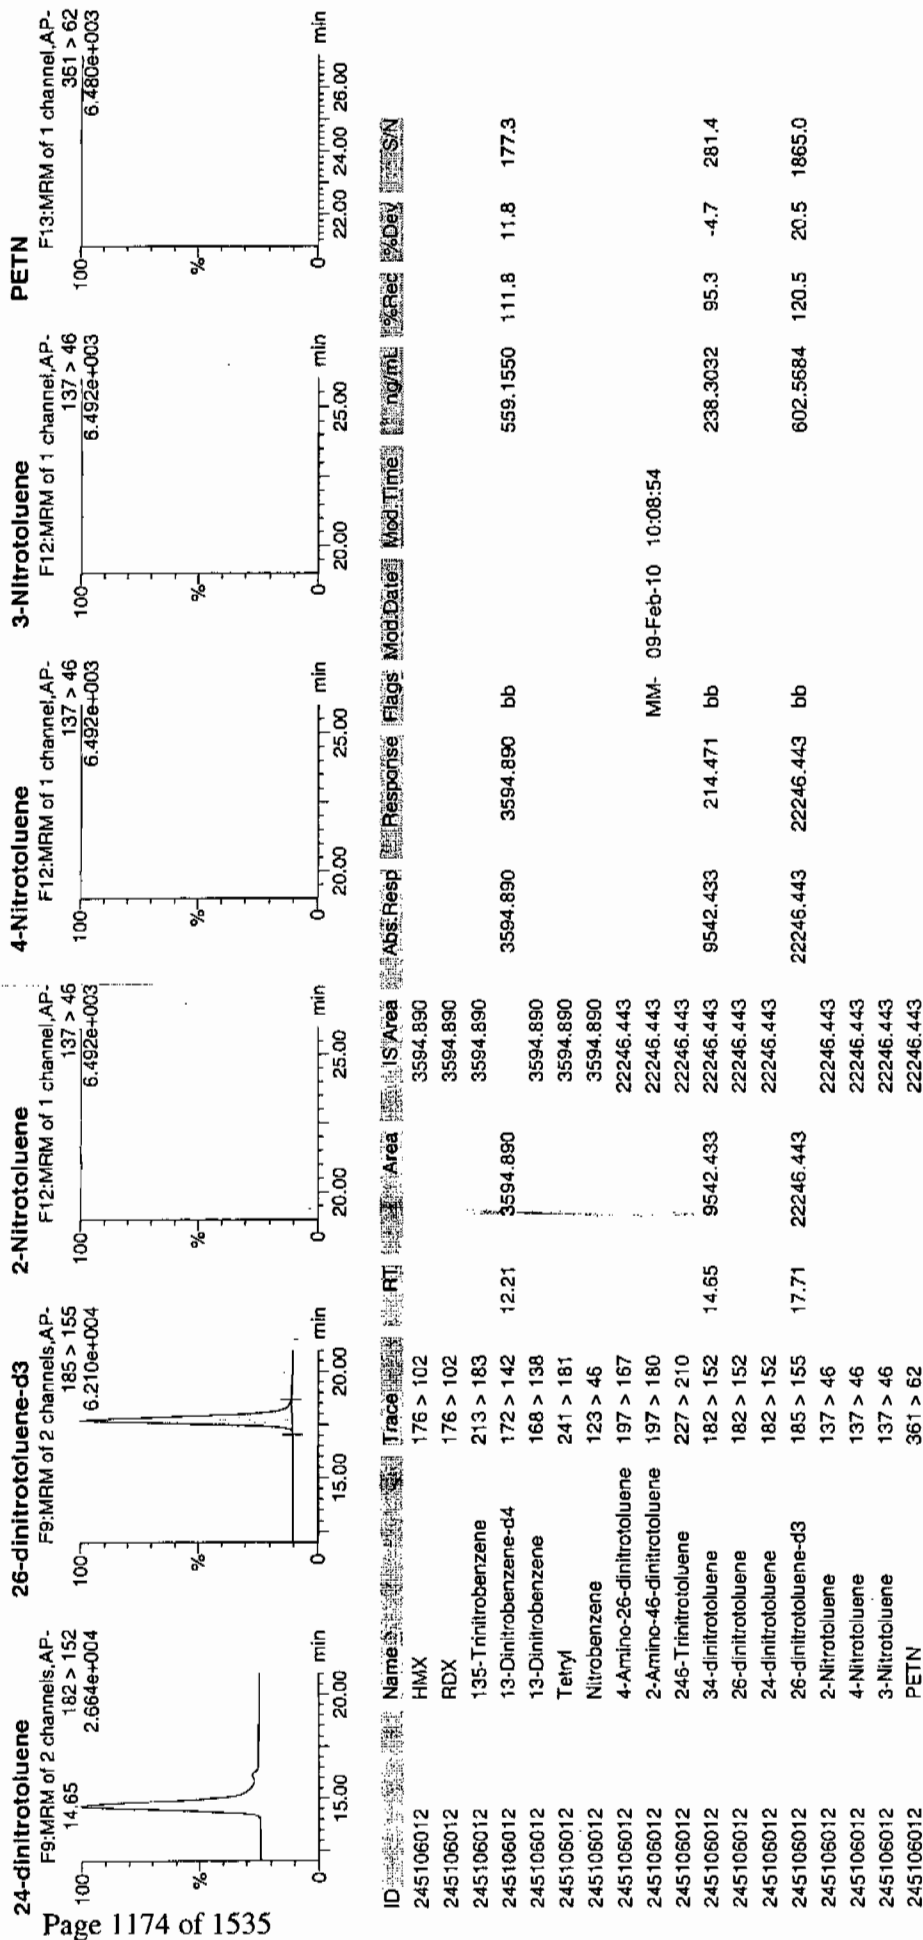 24-dinitrotoluene
F9:MRM of 2 channels,AP-
182 > 152
2.664e+004
14.65
100
%
0
15.00 20.00 min
26-dinitrotoluene-d3
F9:MRM of 2 channels,AP-
185 > 155
6.210e+004
100
%
0
15.00 20.00 min
2-Nitrotoluene
F12:MRM of 1 channel,AP-
137 > 46
6.492e+003
100
%
0
20.00 25.00 min
4-Nitrotoluene
F12:MRM of 1 channel,AP-
137 > 46
6.492e+003
100
%
0
20.00 25.00 min
3-Nitrotoluene
F12:MRM of 1 channel,AP-
137 > 46
6.492e+003
100
%
0
20.00 25.00 min
PETN
F13:MRM of 1 channel,AP-
361 > 62
6.480e+003
100
%
0
22.00 24.00 26.00 min
ID Name Trace RT Area IS Area Abs.Resp Response Flags Mod.Date Mod.Time ng/mL %Rec %Dev S/N
245106012 HMX 176 > 102 3594.890
245106012 RDX 176 > 102 3594.890
245106012 135-Trinitrobenzene 213 > 183 3594.890
245106012 13-Dinitrobenzene-d4 172 > 142 12.21 3594.890 3594.890 3594.890 bb 559.1550 111.8 11.8 177.3
245106012 13-Dinitrobenzene 168 > 138 3594.890
245106012 Tetryl 241 > 181 3594.890
245106012 Nitrobenzene 123 > 46 3594.890
245106012 4-Amino-26-dinitrotoluene 197 > 167 22246.443
245106012 2-Amino-46-dinitrotoluene 197 > 180 22246.443 MM- 09-Feb-10 10:08:54
245106012 246-Trinitrotoluene 227 > 210 22246.443
245106012 34-dinitrotoluene 182 > 152 14.65 9542.433 22246.443 9542.433 214.471 bb 238.3032 95.3 -4.7 281.4
245106012 26-dinitrotoluene 182 > 152 22246.443
245106012 24-dinitrotoluene 182 > 152 22246.443
245106012 26-dinitrotoluene-d3 185 > 155 17.71 22246.443 22246.443 22246.443 bb 602.5684 120.5 20.5 1865.0
245106012 2-Nitrotoluene 137 > 46 22246.443
245106012 4-Nitrotoluene 137 > 46 22246.443
245106012 3-Nitrotoluene 137 > 46 22246.443
245106012 PETN 361 > 62 22246.443
Page 1174 of 1535